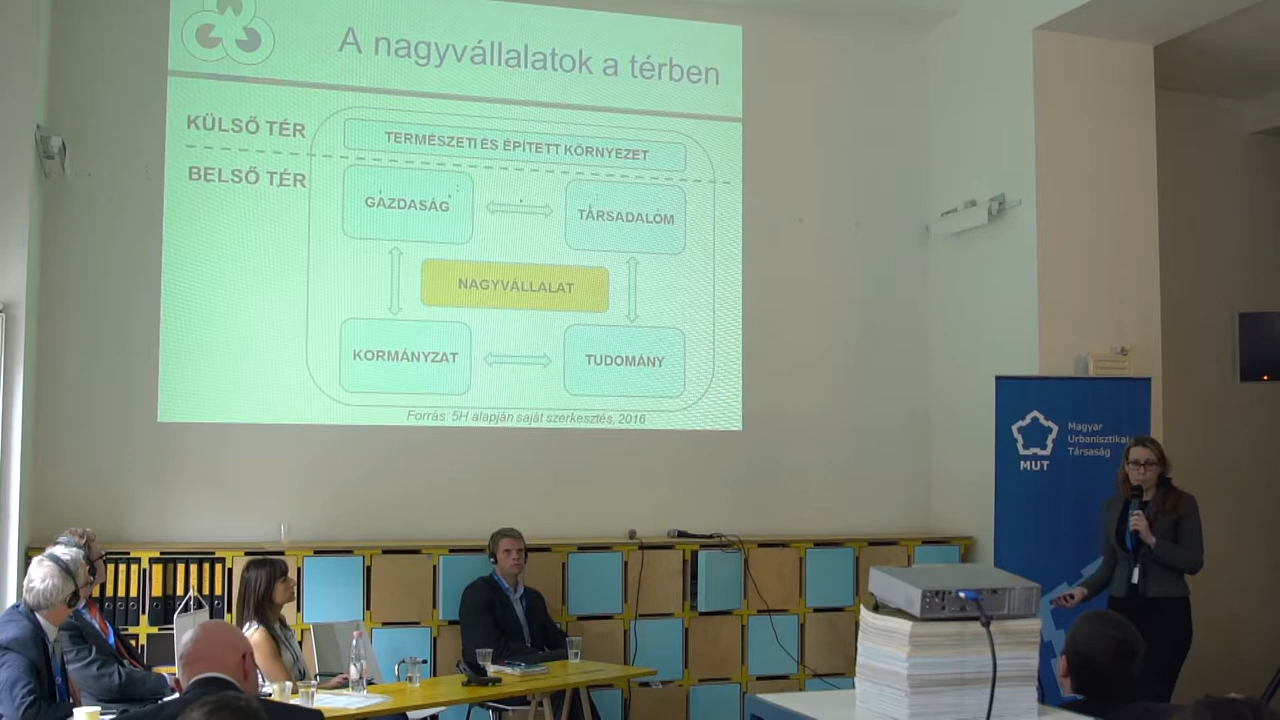 A nagyvállalatok a térben
KÜLSŐ TÉR
TERMÉSZETI ÉS ÉPÍTETT KÖRNYEZET
BELSŐ TÉR
GAZDASÁG
TÁRSADALOM
NAGYVÁLLALAT
KORMÁNYZAT
TUDOMÁNY
Forrás: 5H alapján saját szerkesztés, 2016
MUT
Magyar
Urbanisztikai
Társaság